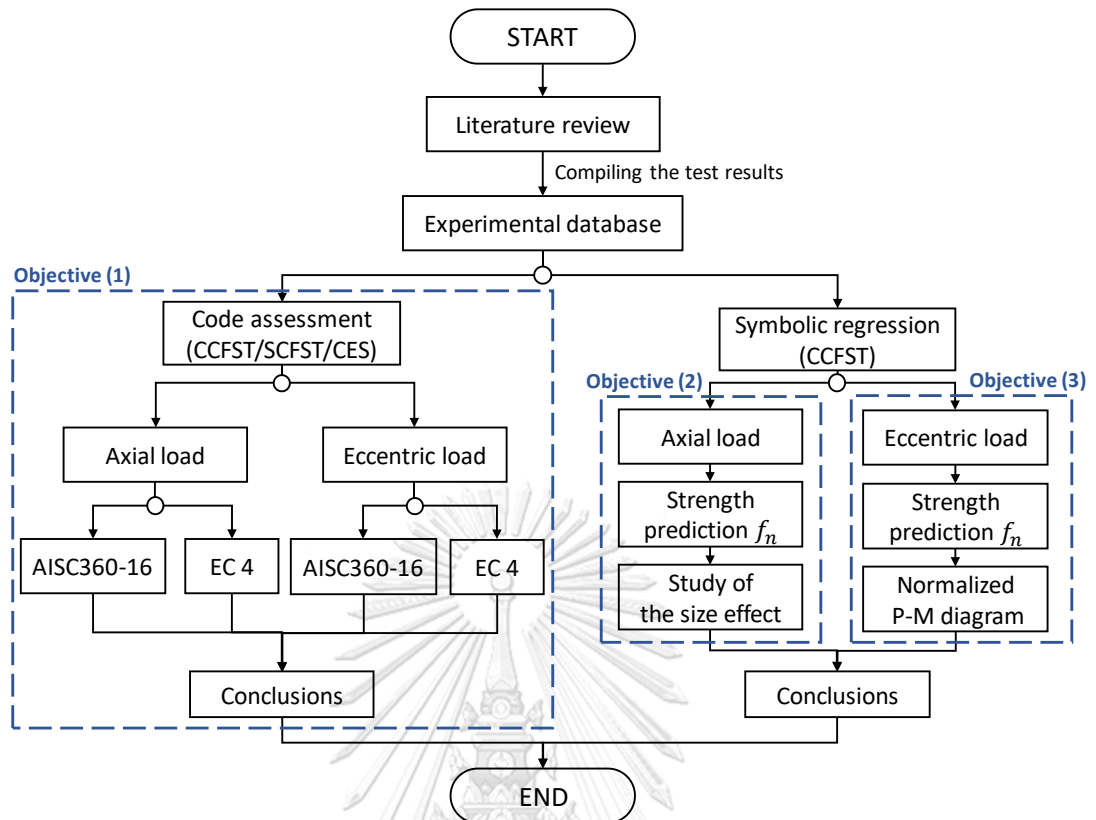 START
Literature review
Compiling the test results
Experimental database
Objective (1)
Code assessment
(CCFST/SCFST/CES)
Axial load
Eccentric load
AISC360-16
EC 4
AISC360-16
EC 4
Conclusions
Symbolic regression
(CCFST)
Objective (2)
Axial load
Strength
prediction fₙ
Study of
the size effect
Objective (3)
Eccentric load
Strength
prediction fₙ
Normalized
P-M diagram
Conclusions
END